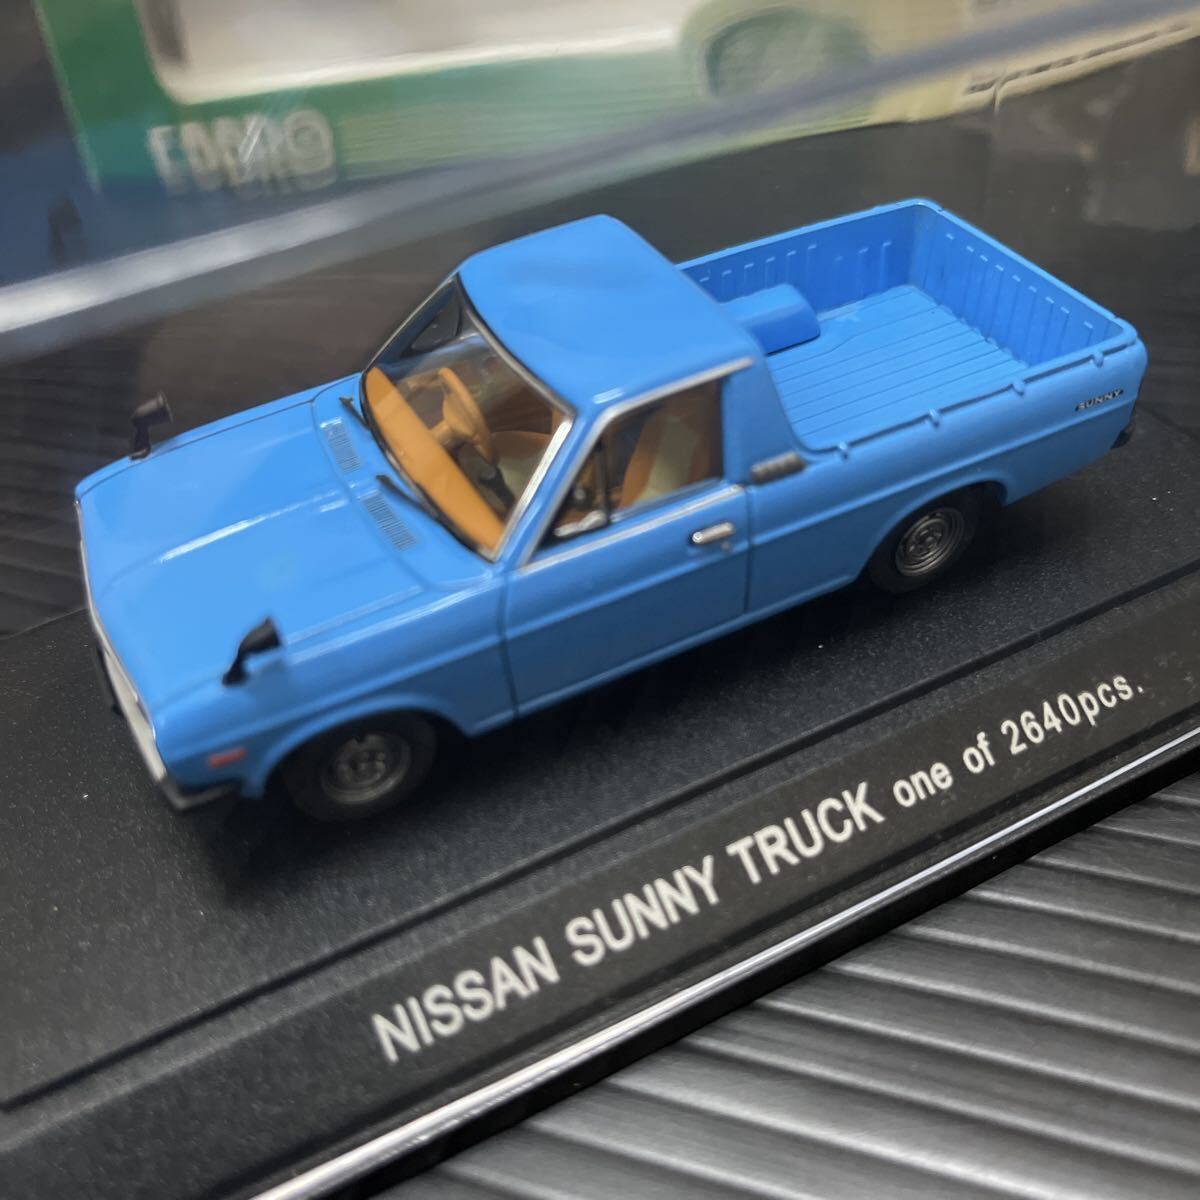 EBBRO
SUNNY
NISSAN SUNNY TRUCK one of 2640pcs.